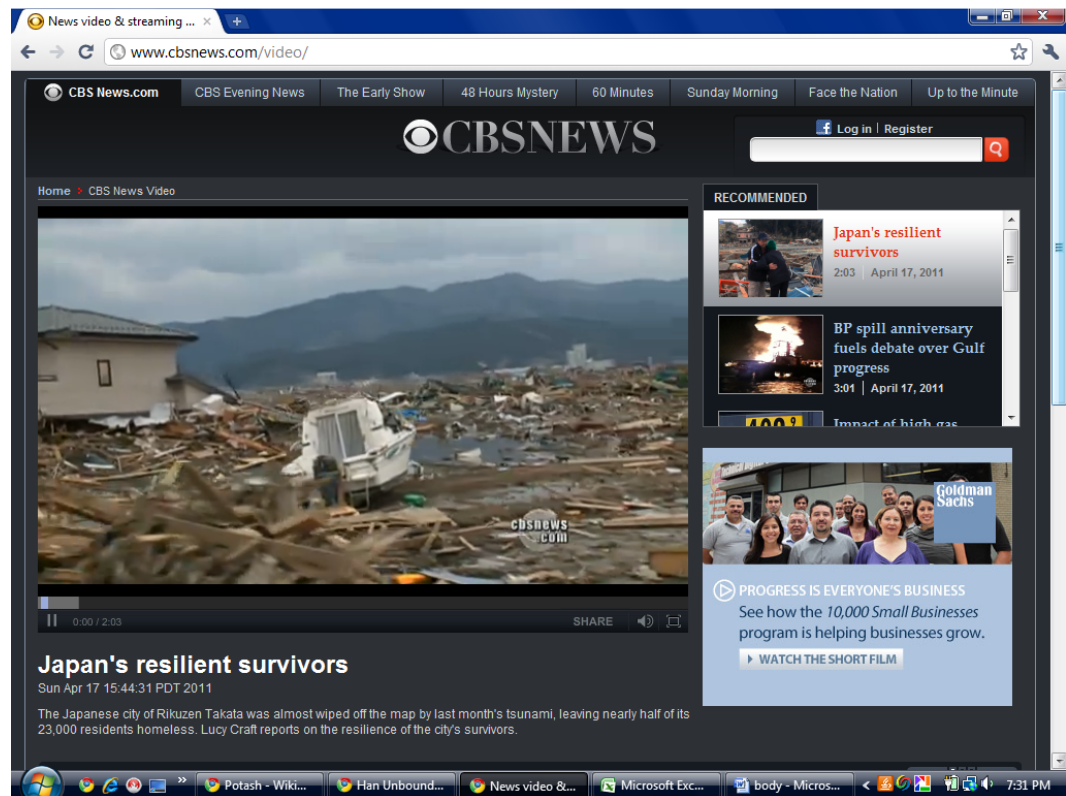 News video & streaming ...
www.cbsnews.com/video/
CBS News.com CBS Evening News The Early Show 48 Hours Mystery 60 Minutes Sunday Morning Face the Nation Up to the Minute
CBSNEWS
Log in | Register
Home CBS News Video
RECOMMENDED
Japan's resilient
survivors
2:03 | April 17, 2011
BP spill anniversary
fuels debate over Gulf
progress
3:01 | April 17, 2011
Impact of high gas
cbsnews
com
0:00 / 2:03 SHARE
Goldman
Sachs
PROGRESS IS EVERYONE'S BUSINESS
See how the 10,000 Small Businesses
program is helping businesses grow.
WATCH THE SHORT FILM
Japan's resilient survivors
Sun Apr 17 15:44:31 PDT 2011
The Japanese city of Rikuzen Takata was almost wiped off the map by last month's tsunami, leaving nearly half of its
23,000 residents homeless. Lucy Craft reports on the resilience of the city's survivors.
Potash - Wiki... Han Unbound... News video &... Microsoft Exc... body - Micros... 7:31 PM